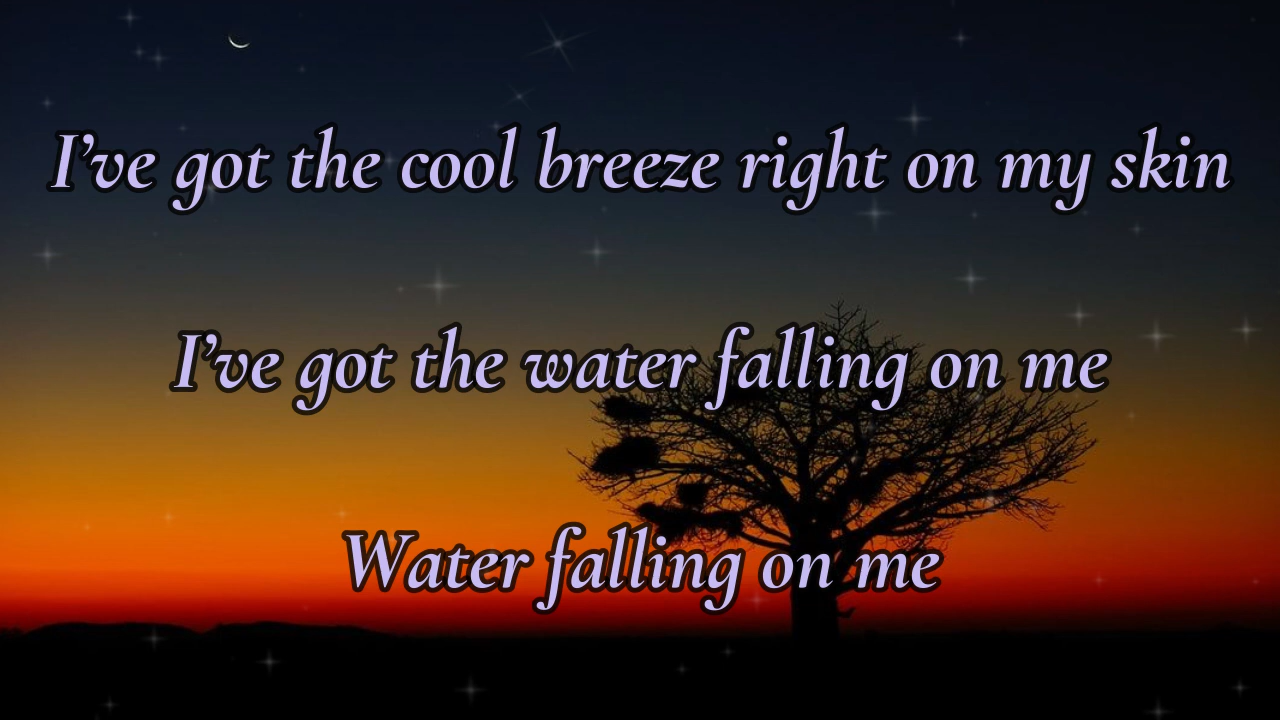 I’ve got the cool breeze right on my skin
I’ve got the water falling on me
Water falling on me